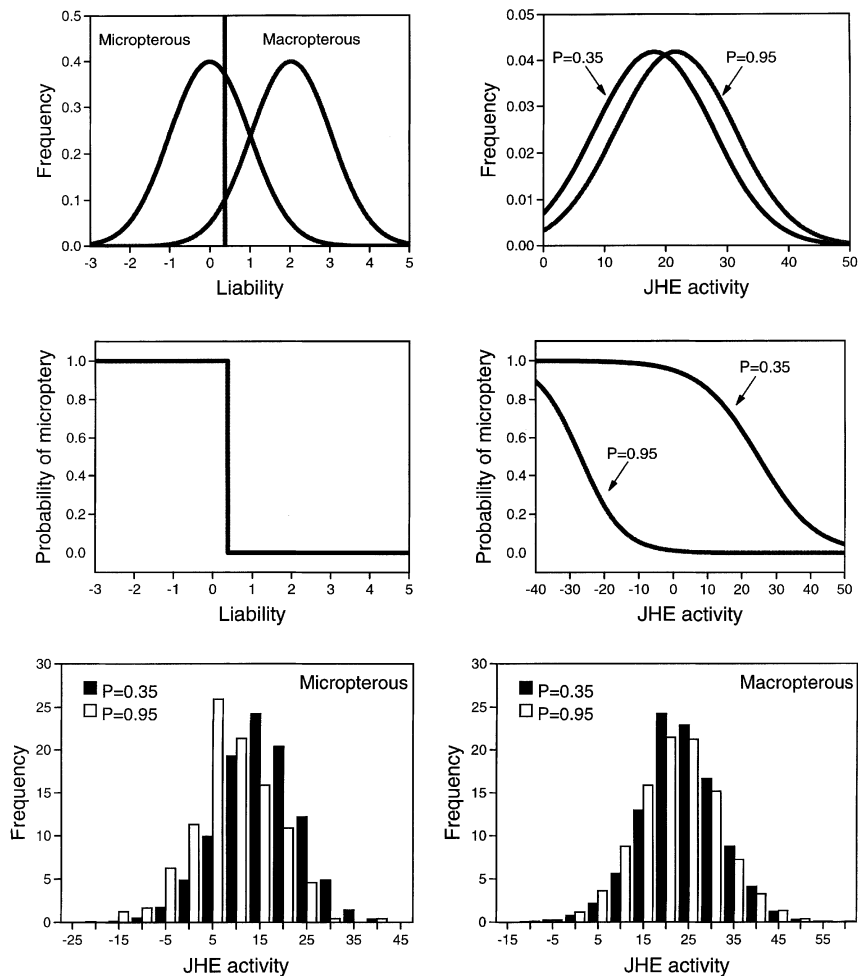 0.5
0.4
0.3
0.2
0.1
0.0
Frequency
Micropterous
Macropterous
-3 -2 -1 0 1 2 3 4 5
Liability
0.05
0.04
0.03
0.02
0.01
0.00
Frequency
P=0.35
P=0.95
0 10 20 30 40 50
JHE activity
1.0
0.8
0.6
0.4
0.2
0.0
Probability of microptery
-3 -2 -1 0 1 2 3 4 5
Liability
1.0
0.8
0.6
0.4
0.2
0.0
Probability of microptery
P=0.35
P=0.95
-40 -30 -20 -10 0 10 20 30 40 50
JHE activity
30
25
20
15
10
5
0
Frequency
P=0.35
P=0.95
Micropterous
-25 -15 -5 5 15 25 35 45
JHE activity
30
25
20
15
10
5
0
Frequency
P=0.35
P=0.95
Macropterous
-15 -5 5 15 25 35 45 55
JHE activity